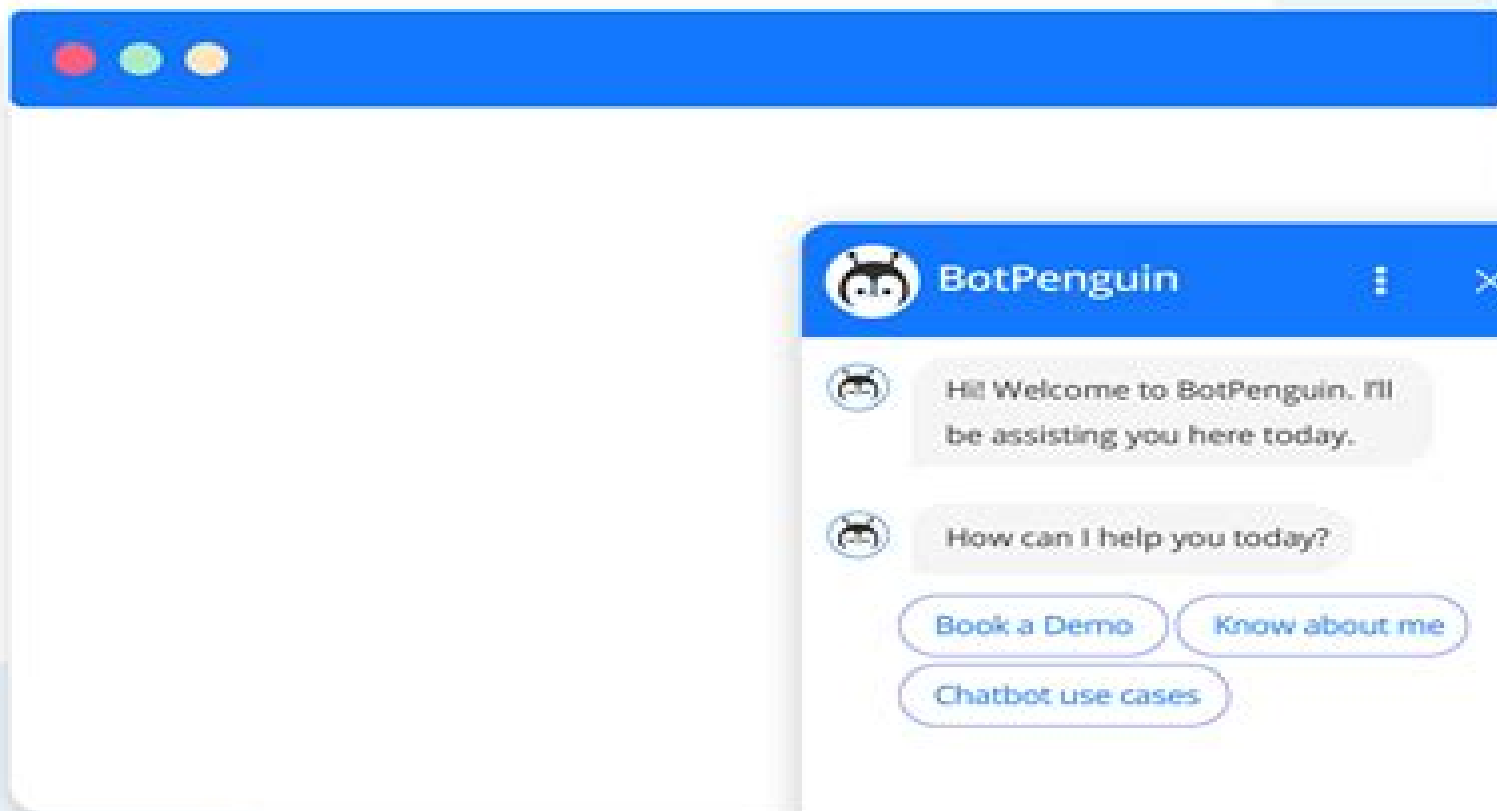 BotPenguin
Hi! Welcome to BotPenguin. I'll
be assisting you here today.
How can I help you today?
Book a Demo
Know about me
Chatbot use cases